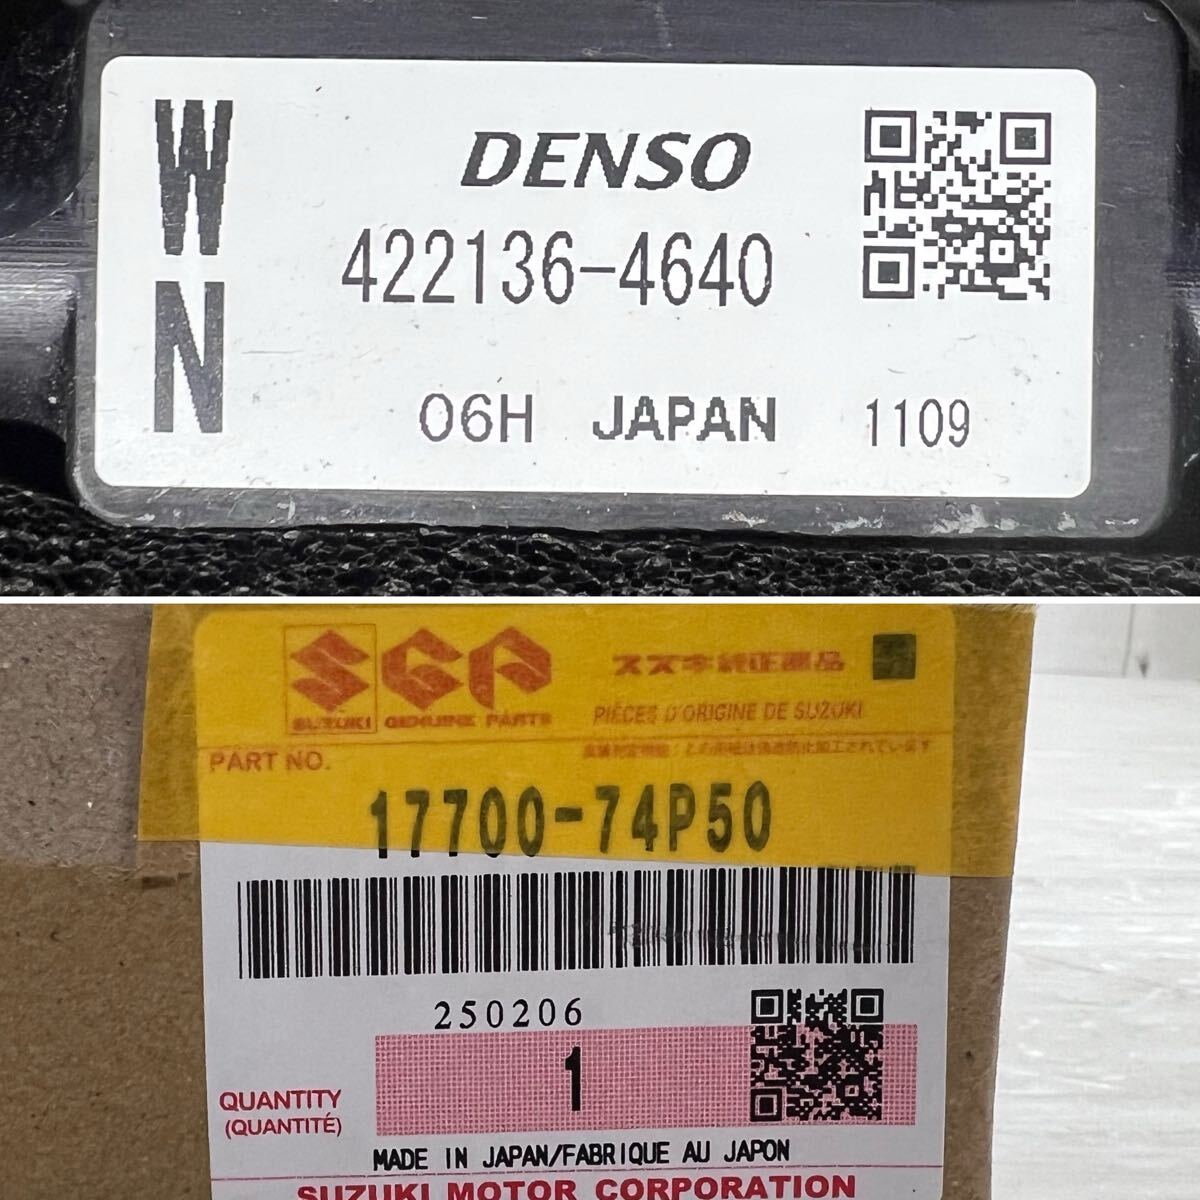 W
N
DENSO
422136-4640
06H JAPAN 1109
SGP
SUZUKI GENUINE PARTS
スズキ純正部品
PIÈCES D'ORIGINE DE SUZUKI
PART NO.
17700-74P50
250206
1
QUANTITY
(QUANTITÉ)
MADE IN JAPAN/FABRIQUE AU JAPON
SUZUKI MOTOR CORPORATION